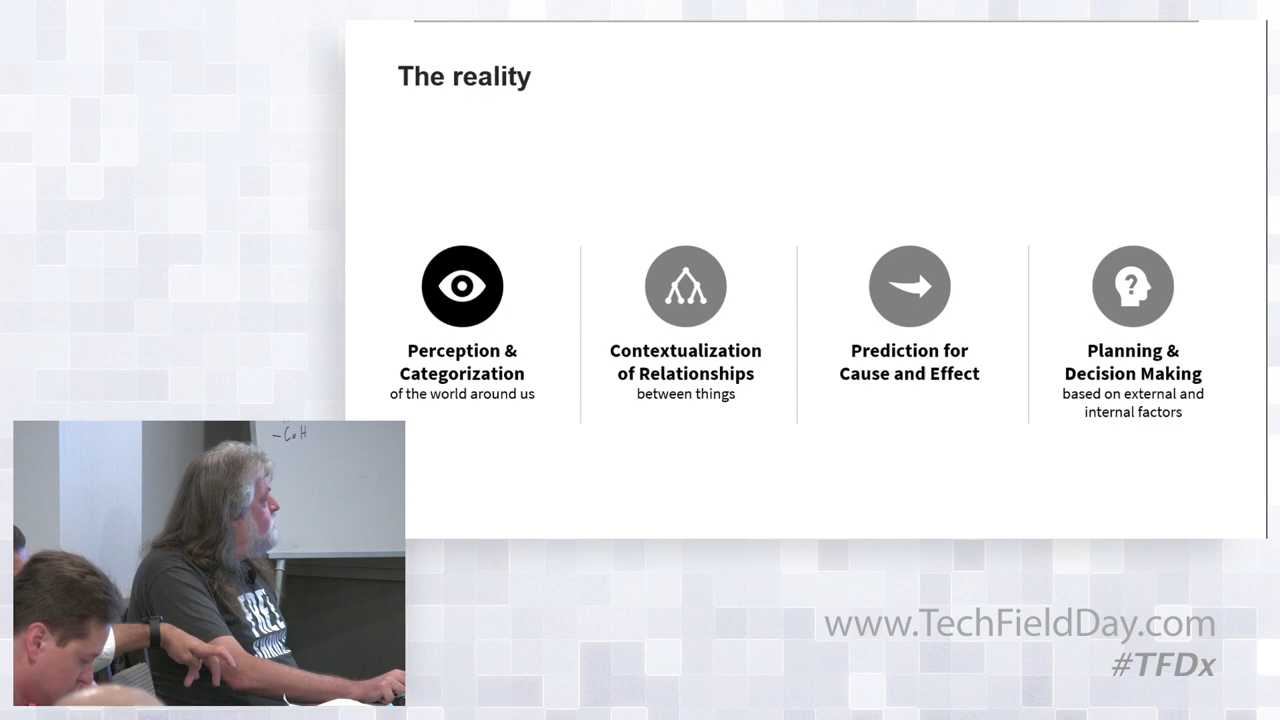 The reality
?
Perception &
Categorization
of the world around us
Contextualization
of Relationships
between things
Prediction for
Cause and Effect
Planning &
Decision Making
based on external and
internal factors
- CoH
www.TechFieldDay.com
#TFDx